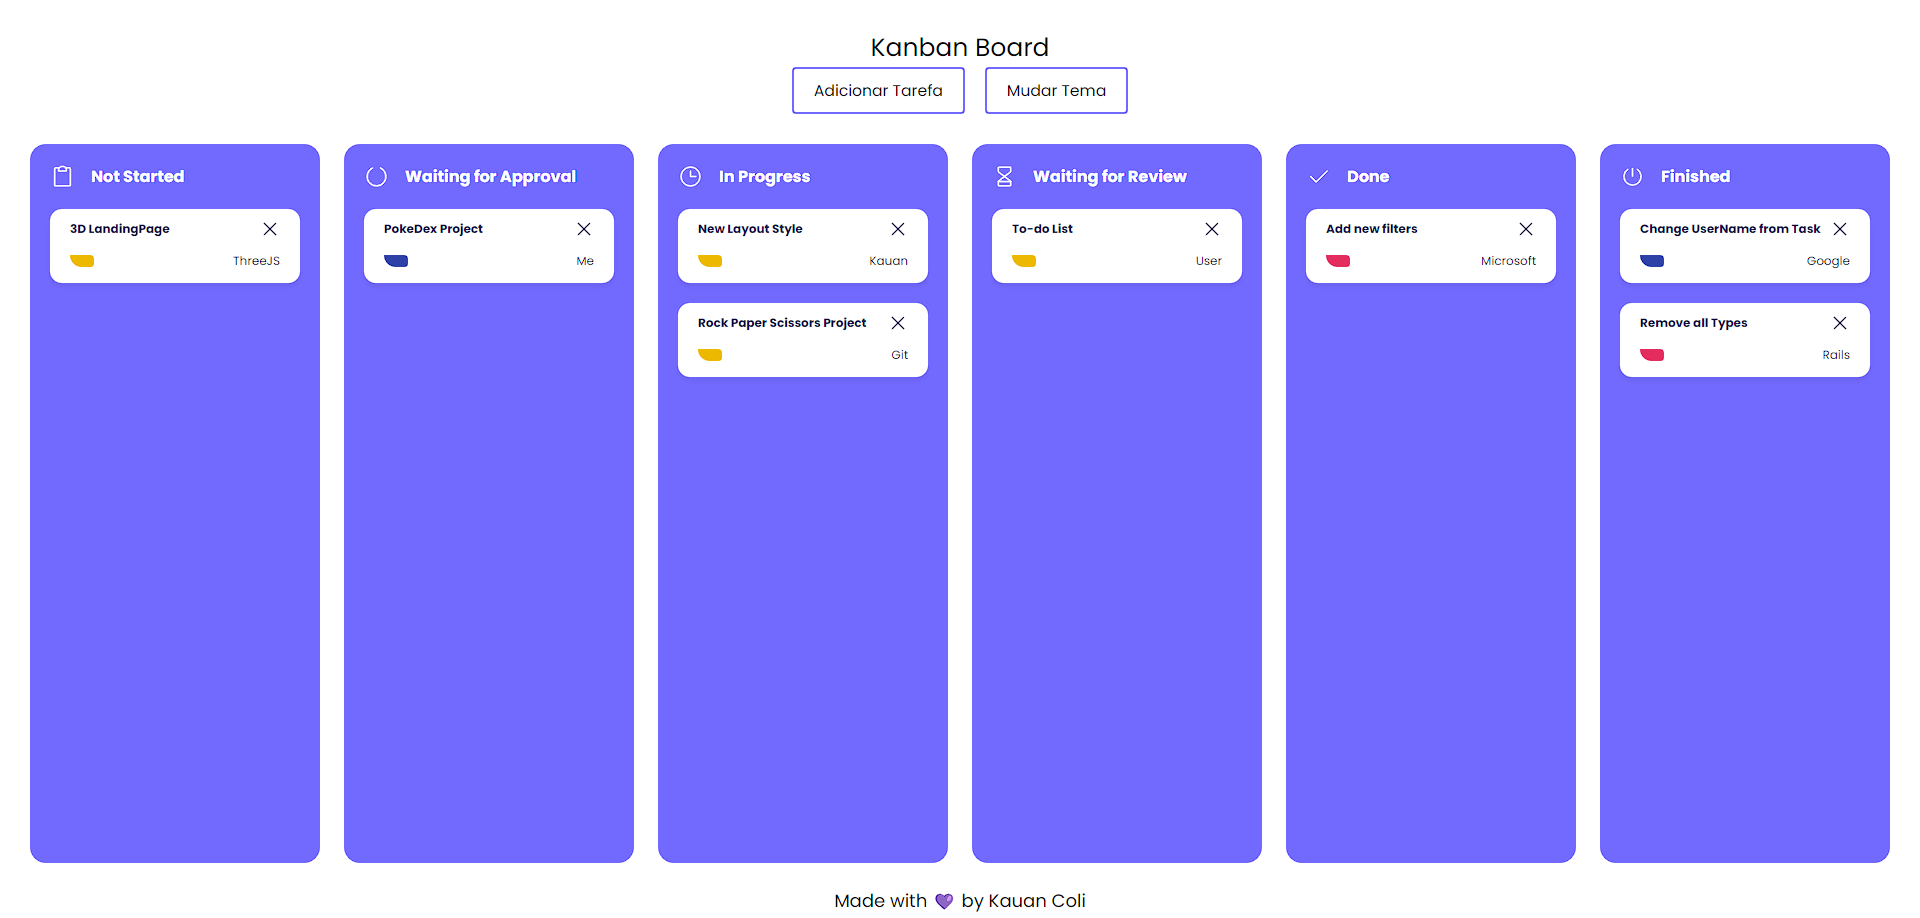 Kanban Board
Adicionar Tarefa
Mudar Tema
Not Started
3D LandingPage
ThreeJS
Waiting for Approval
PokeDex Project
Me
In Progress
New Layout Style
Kauan
Rock Paper Scissors Project
Git
Waiting for Review
To-do List
User
Done
Add new filters
Microsoft
Finished
Change UserName from Task
Google
Remove all Types
Rails
Made with 💜 by Kauan Coli